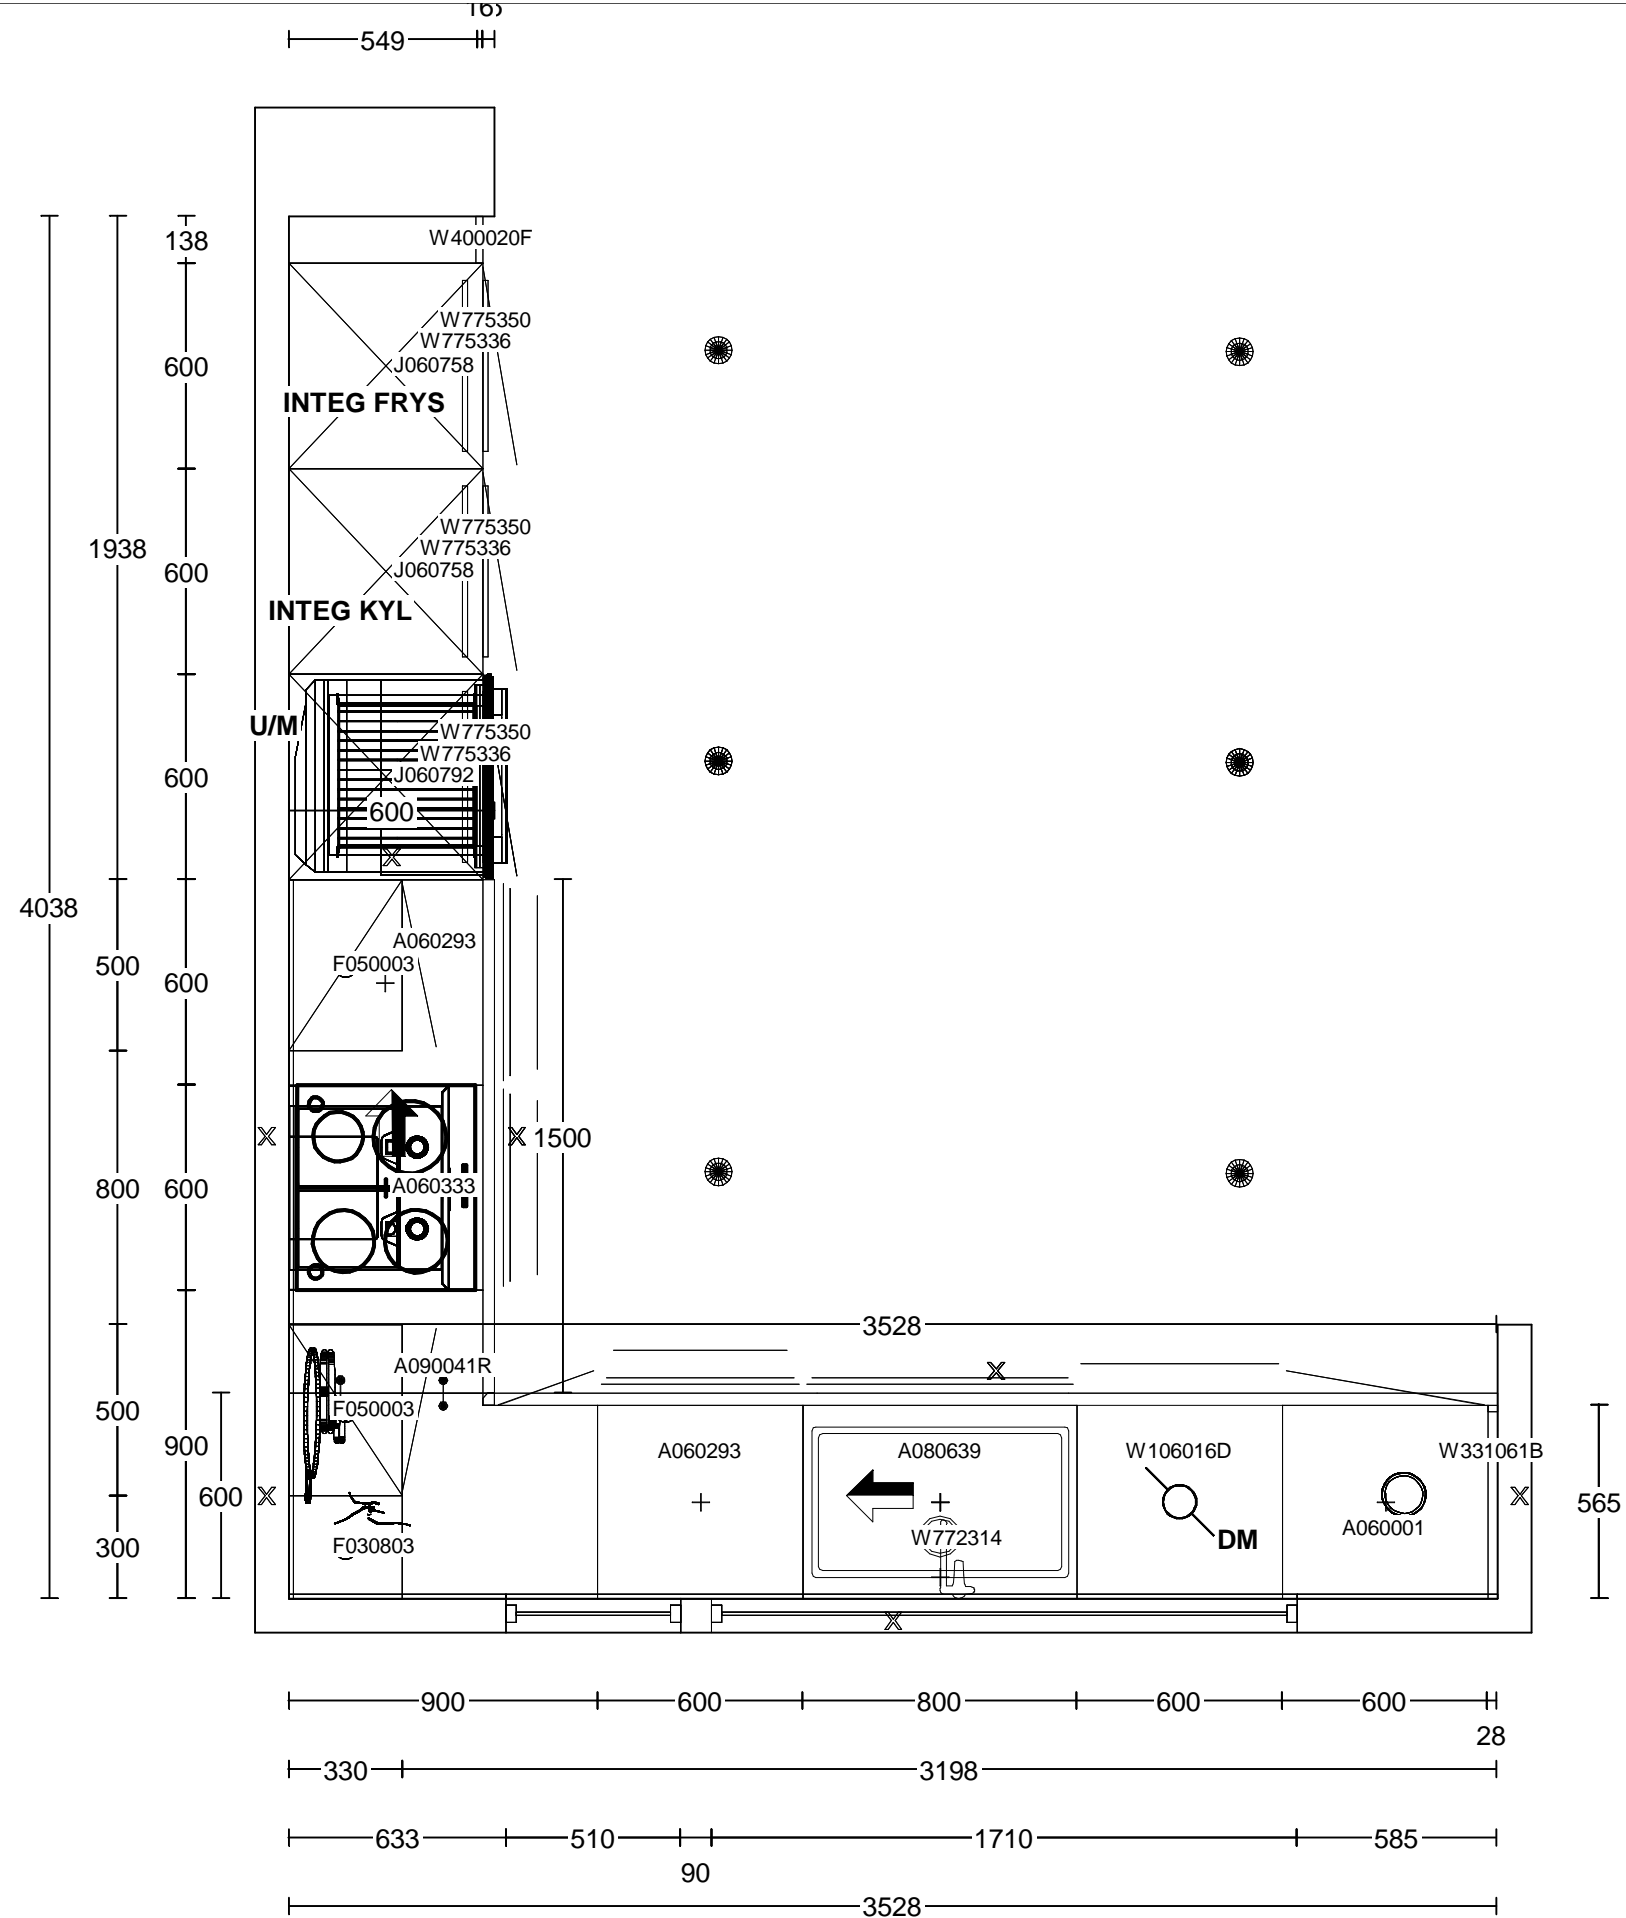 549
138
W400020F
W775350
W775336
600
J060758
INTEG FRYS
W775350
1938
W775336
600
J060758
INTEG KYL
U/M
W775350
W775336
600
J060792
600
4038
A060293
500
F050003
600
X
X
X
1500
800
600
A060333
3528
A090041R
X
500
F050003
900
A060293
A080639
W106016D
W331061B
600
X
X
565
A060001
300
F030803
W772314
DM
X
900
600
800
600
600
28
330
3198
633
510
1710
585
90
3528